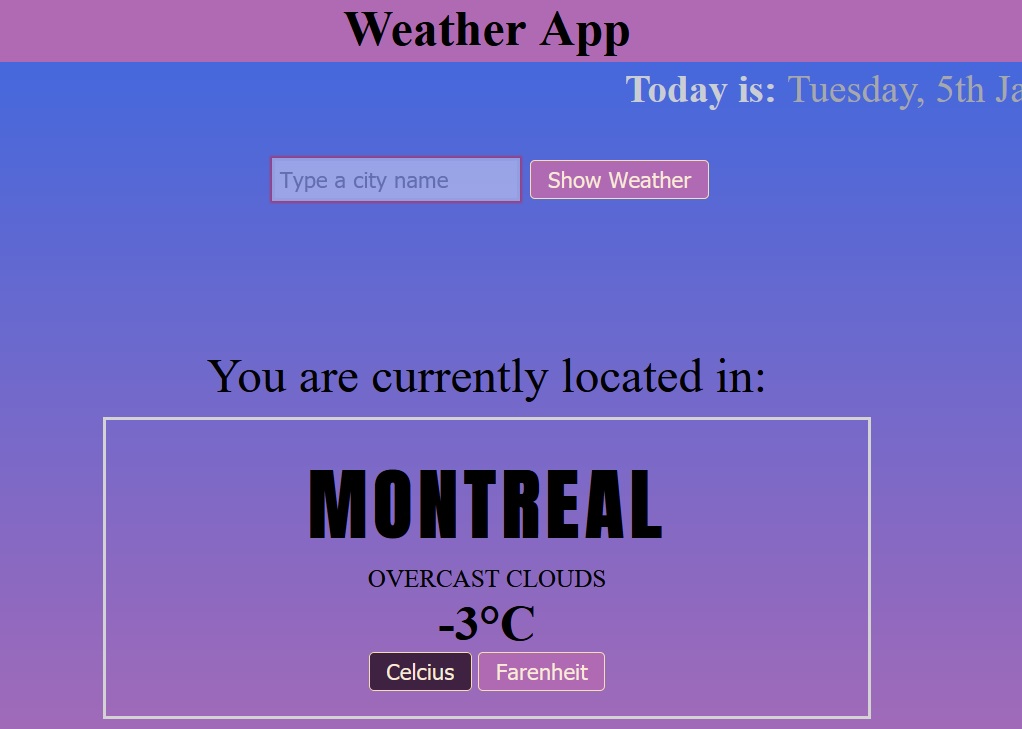 Weather App
Today is: Tuesday, 5th Ja
Type a city name
Show Weather
You are currently located in:
MONTREAL
OVERCAST CLOUDS
-3°C
Celcius
Farenheit